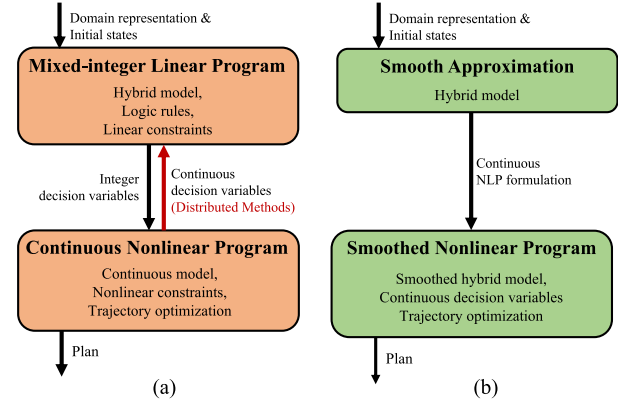 Domain representation &
Initial states
Mixed-integer Linear Program
Hybrid model,
Logic rules,
Linear constraints
Integer
decision variables
Continuous
decision variables
(Distributed Methods)
Continuous Nonlinear Program
Continuous model,
Nonlinear constraints,
Trajectory optimization
Plan
(a)
Domain representation &
Initial states
Smooth Approximation
Hybrid model
Continuous
NLP formulation
Smoothed Nonlinear Program
Smoothed hybrid model,
Continuous decision variables
Trajectory optimization
Plan
(b)